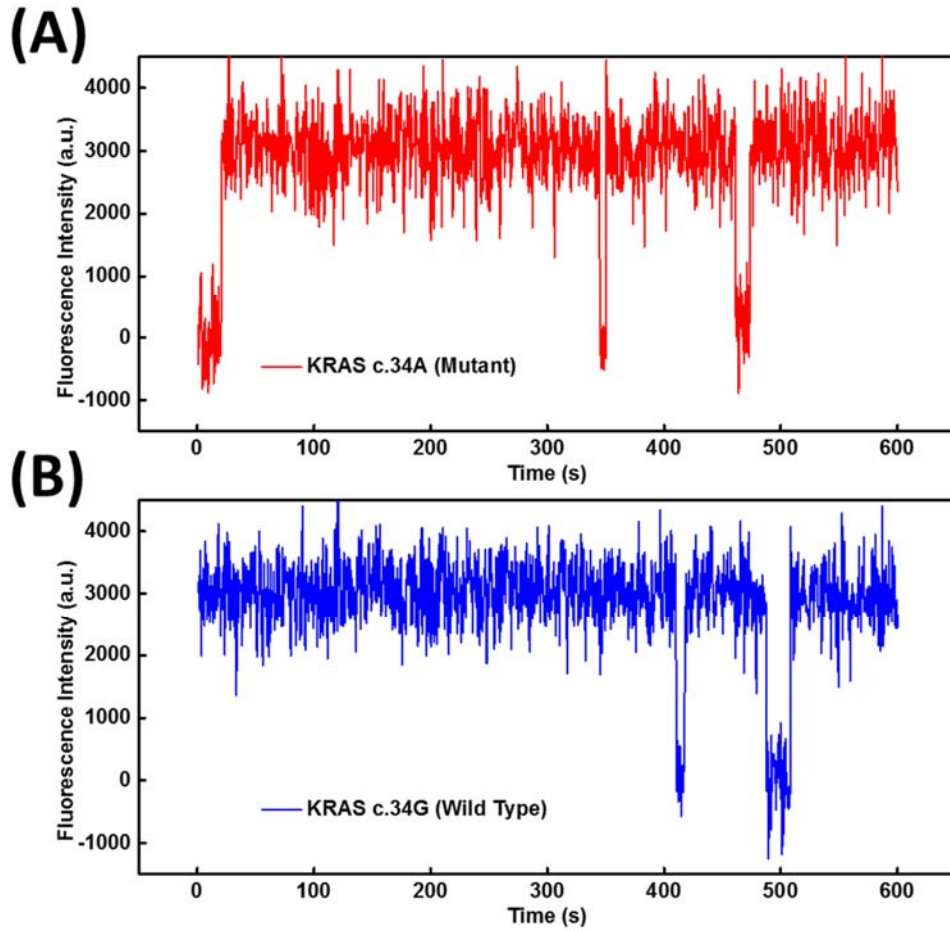 (A)
Fluorescence Intensity (a.u.)
4000
3000
2000
1000
0
-1000
KRAS c.34A (Mutant)
0 100 200 300 400 500 600
Time (s)
(B)
Fluorescence Intensity (a.u.)
4000
3000
2000
1000
0
-1000
KRAS c.34G (Wild Type)
0 100 200 300 400 500 600
Time (s)